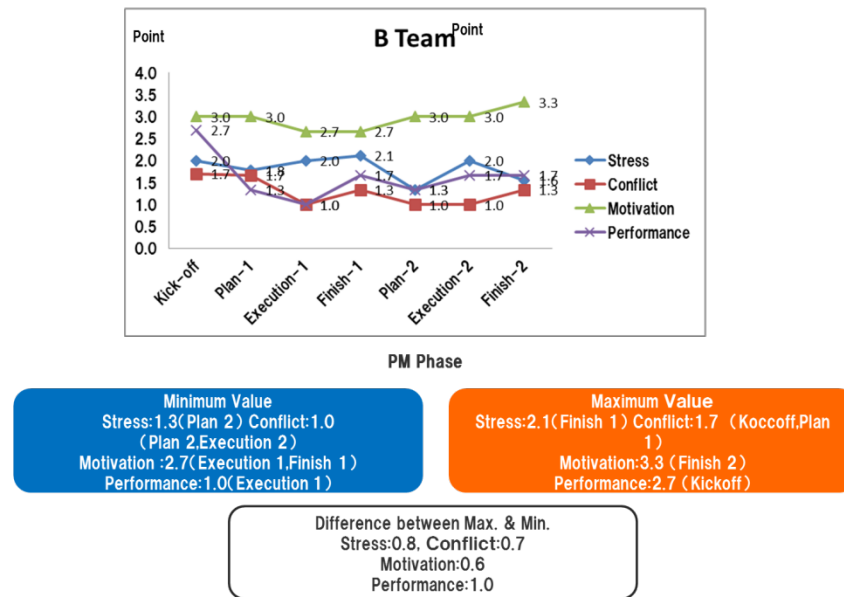 Point
B Team
Point
4.0
3.5
3.0
2.5
2.0
1.5
1.0
0.5
0.0
3.0 3.0 2.7 2.7 3.0 3.0 3.3
2.0 1.8 2.0 2.1 1.3 2.0 1.6
1.7 1.7 1.0 1.3 1.0 1.0 1.3
2.7 1.3 1.0 1.7 1.3 1.7 1.7
Kick-off
Plan-1
Execution-1
Finish-1
Plan-2
Execution-2
Finish-2
Stress
Conflict
Motivation
Performance
PM Phase
Minimum Value
Stress:1.3(Plan 2) Conflict:1.0
(Plan 2,Execution 2)
Motivation :2.7(Execution 1,Finish 1)
Performance:1.0(Execution 1)
Maximum Value
Stress:2.1(Finish 1) Conflict:1.7 (Koccoff,Plan
1)
Motivation:3.3 (Finish 2)
Performance:2.7 (Kickoff)
Difference between Max. & Min.
Stress:0.8, Conflict:0.7
Motivation:0.6
Performance:1.0